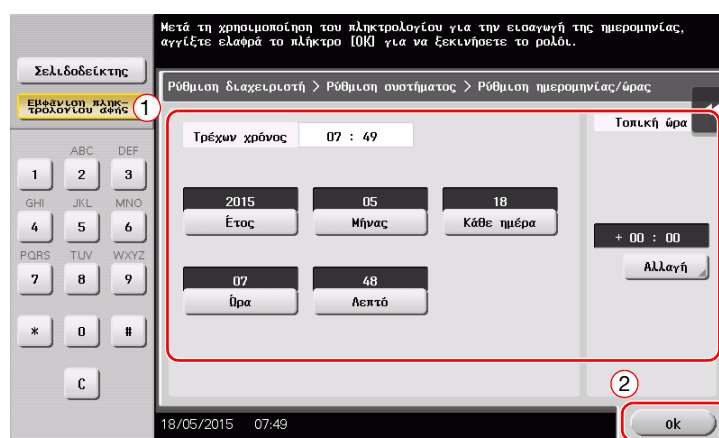 Μετά τη χρησιμοποίηση του πληκτρολογίου για την εισαγωγή της ημερομηνίας,
αγγίξτε ελαφρά το πλήκτρο [OK] για να ξεκινήσετε το ρολόι.
Σελιδοδείκτης
Εμφάνιση πληκ-
τρολογίου αφής
1
Ρύθμιση διαχειριστή > Ρύθμιση συστήματος > Ρύθμιση ημερομηνίας/ώρας
Τρέχων χρόνος 07 : 49
Τοπική ώρα
ABC DEF
1 2 3
GHI JKL MNO
4 5 6
PQRS TUV WXYZ
7 8 9
* 0 #
C
2015 05 18
Έτος Μήνας Κάθε ημέρα
+ 00 : 00
Αλλαγή
07 48
Ώρα Λεπτό
2
18/05/2015 07:49
ok